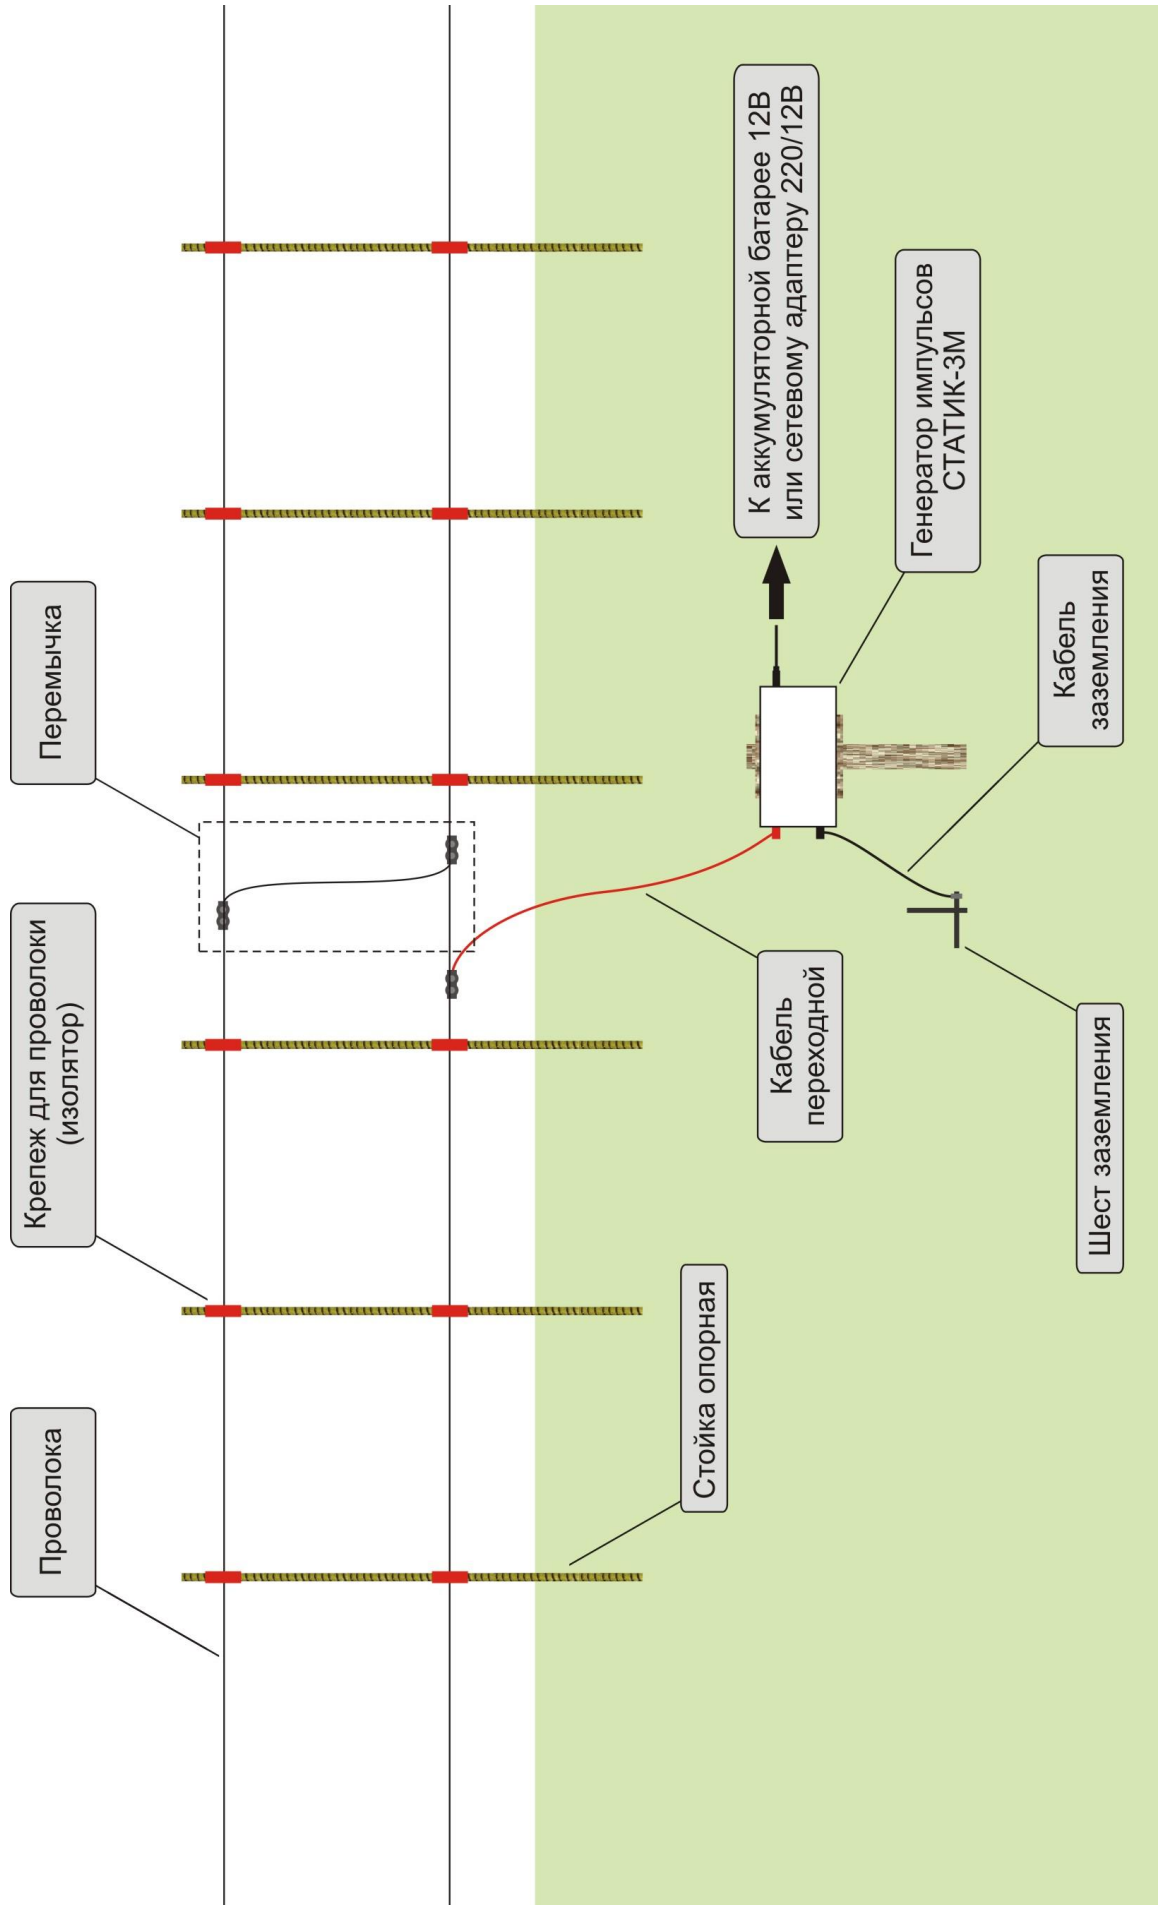 Проволока
Крепеж для проволоки
(изолятор)
Перемычка
Стойка опорная
Кабель
переходной
К аккумуляторной батарее 12В
или сетевому адаптеру 220/12В
Генератор импульсов
СТАТИК-3М
Шест заземления
Кабель
заземления